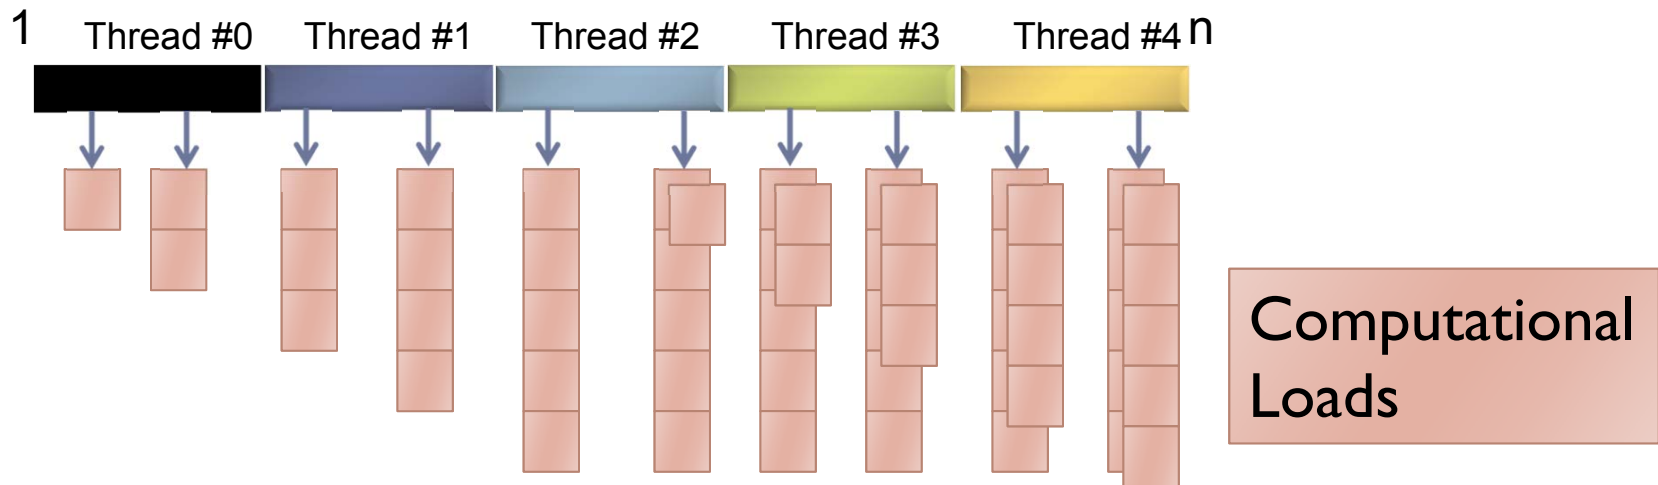 1 Thread #0 Thread #1 Thread #2 Thread #3 Thread #4 n
Computational
Loads